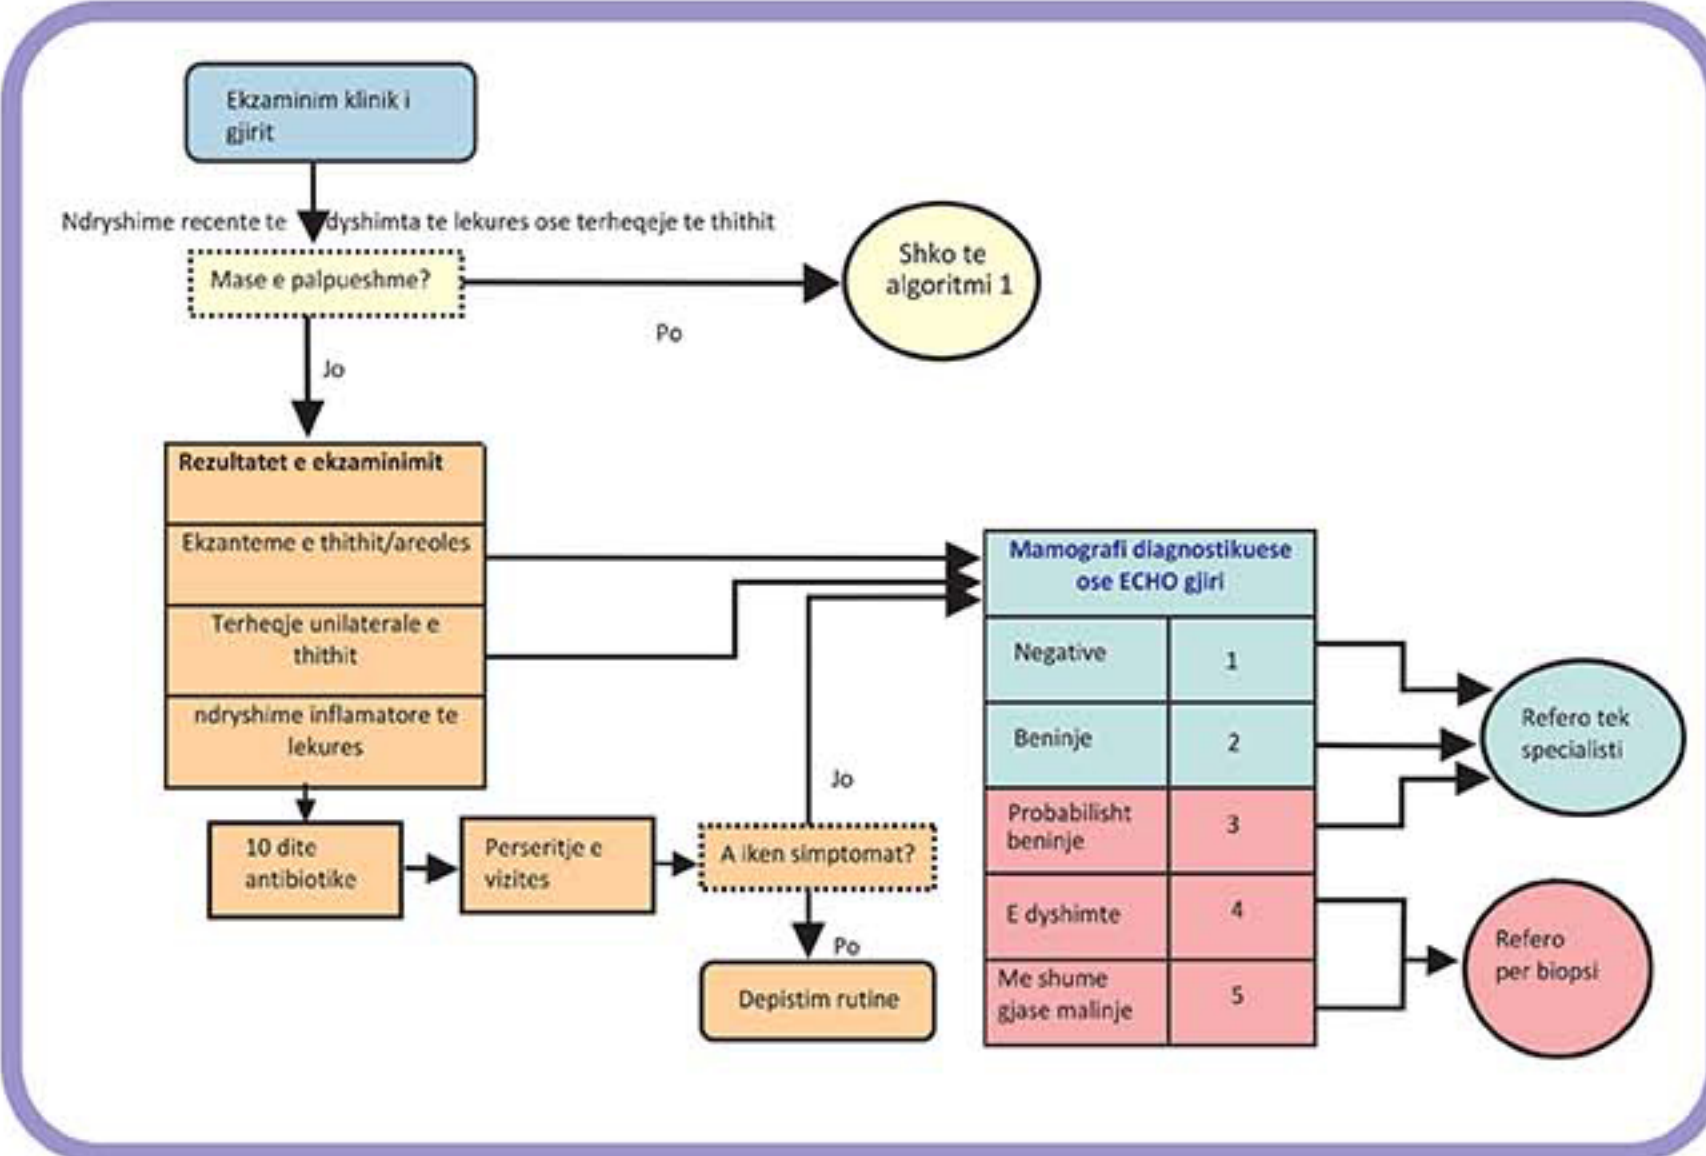 Ekzaminim klinik i
gjirit
Ndryshime recente te dyshimta te lekures ose terheqeje te thithit
Mase e palpueshme?
Shko te
algoritmi 1
Po
Jo
Rezultatet e ekzaminimit
Ekzanteme e thithit/areoles
Terheqje unilaterale e
thithit
ndryshime inflamatore te
lekures
10 dite
antibiotike
Perseritje e
vizites
A iken simptomat?
Jo
Po
Depistim rutine
Mamografi diagnostikuese
ose ECHO gjiri
Negative 1
Beninje 2
Probabilisht
beninje 3
E dyshimte 4
Me shume
gjase malinje 5
Refero tek
specialisti
Refero
per biopsi